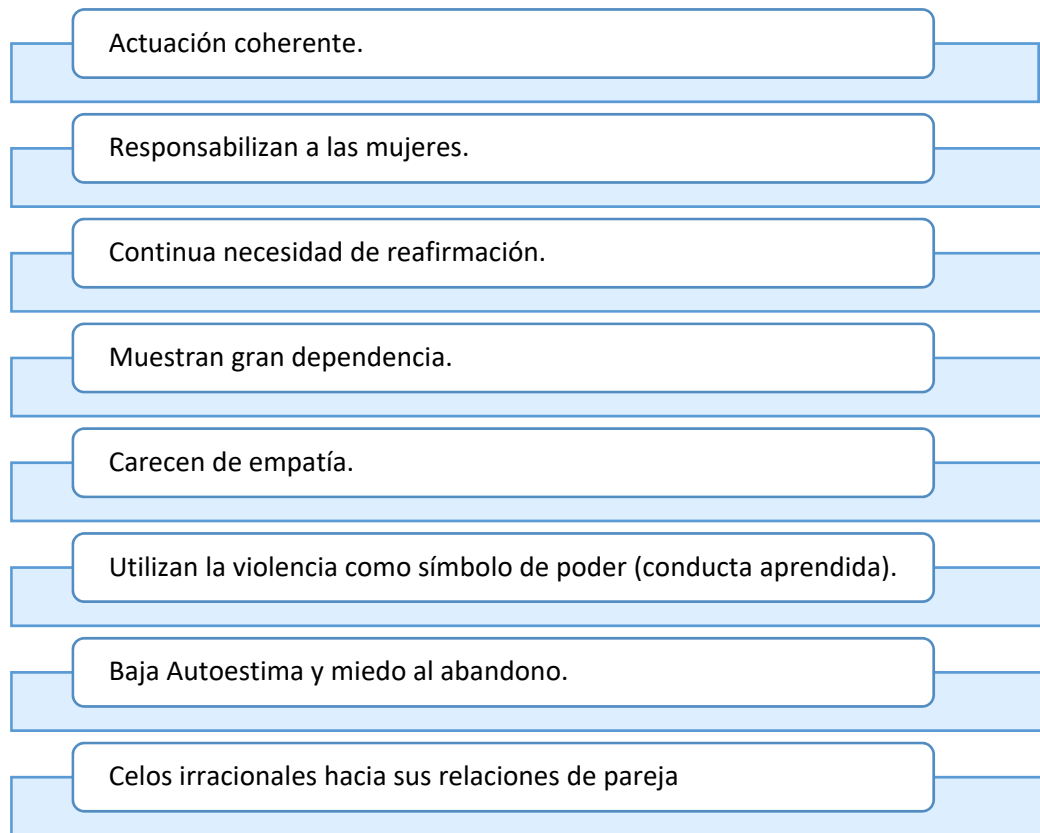 Actuación coherente.
Responsabilizan a las mujeres.
Continua necesidad de reafirmación.
Muestran gran dependencia.
Carecen de empatía.
Utilizan la violencia como símbolo de poder (conducta aprendida).
Baja Autoestima y miedo al abandono.
Celos irracionales hacia sus relaciones de pareja